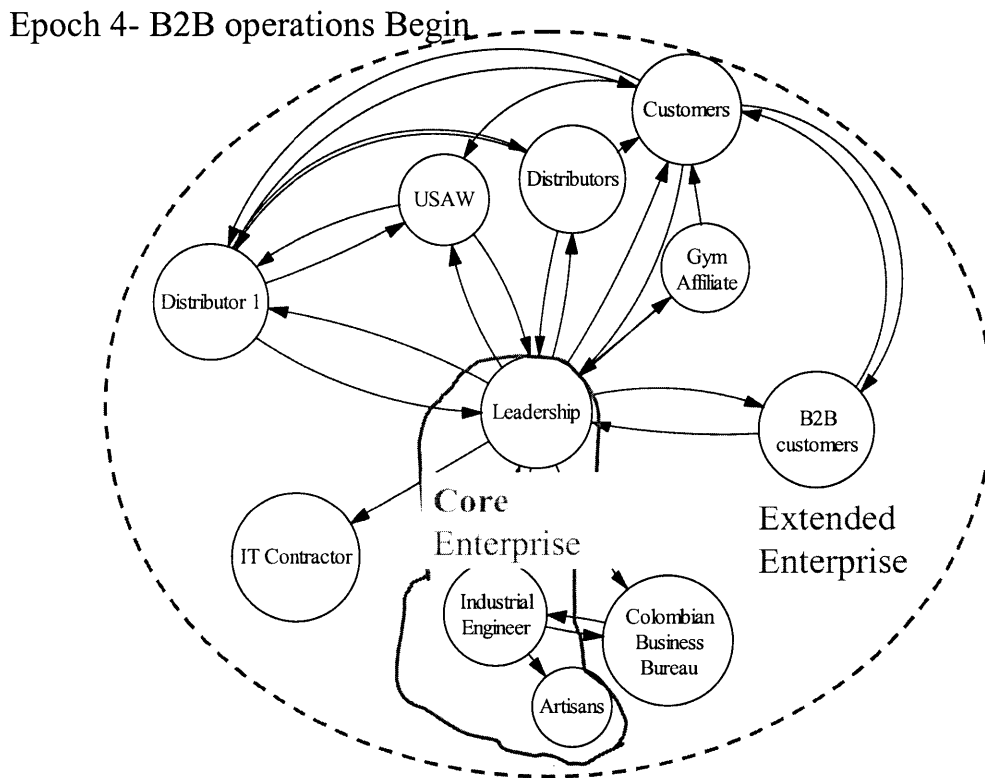 Epoch 4- B2B operations Begin
Customers
Distributors
USAW
Gym
Affiliate
Distributor 1
Leadership
B2B
customers
Core
Enterprise
Extended
Enterprise
IT Contractor
Industrial
Engineer
Colombian
Business
Bureau
Artisans